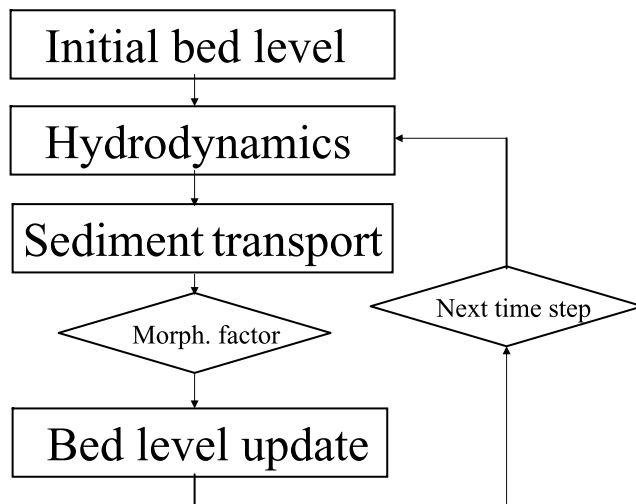 Initial bed level
Hydrodynamics
Sediment transport
Morph. factor
Next time step
Bed level update